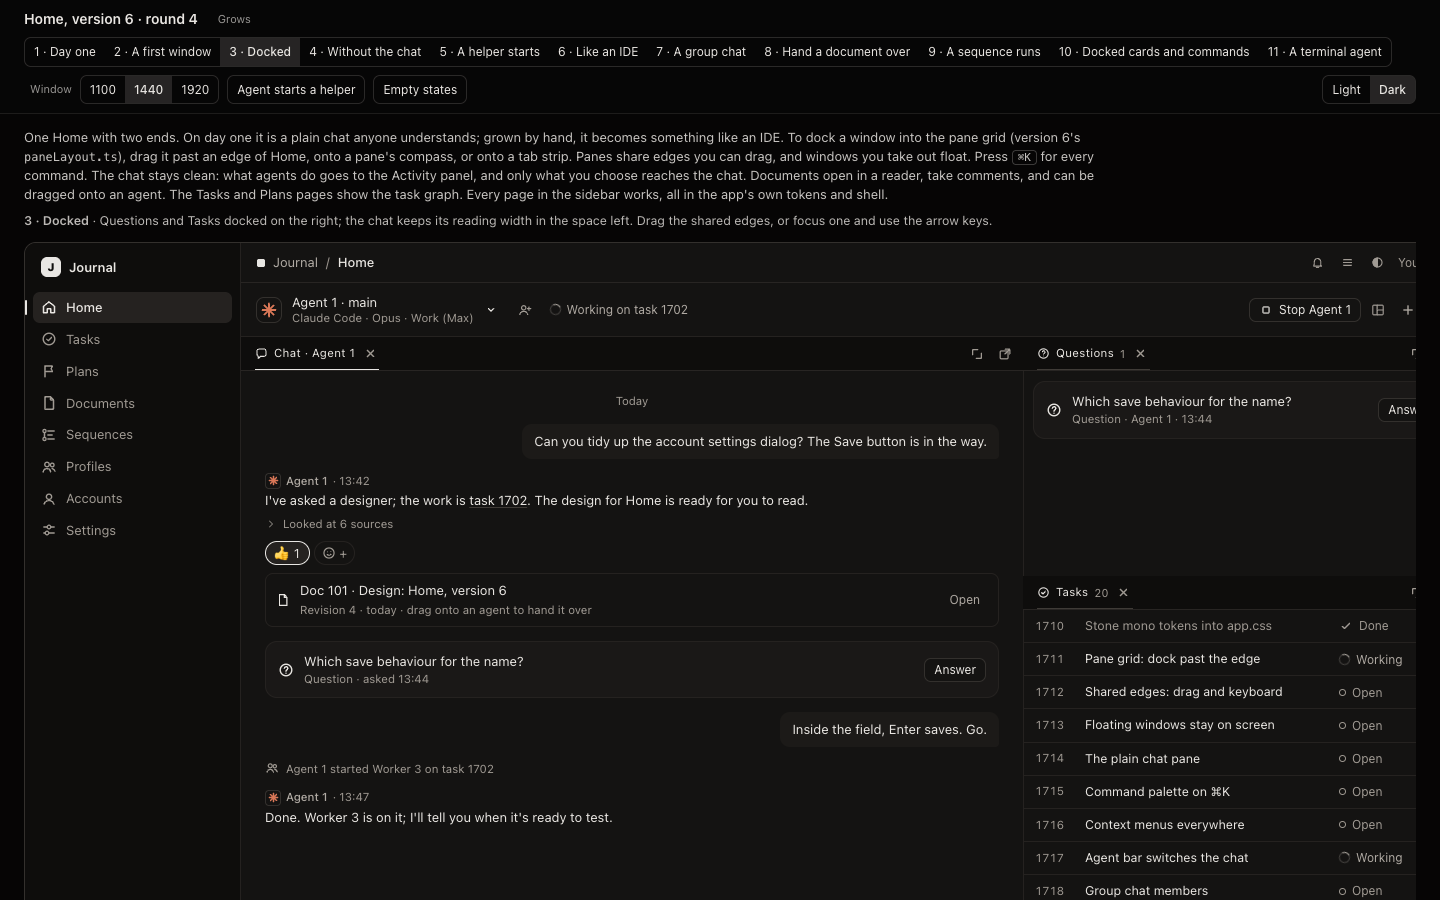 Home, version 6 · round 4 Grows
1 · Day one 2 · A first window 3 · Docked 4 · Without the chat 5 · A helper starts 6 · Like an IDE 7 · A group chat 8 · Hand a document over 9 · A sequence runs 10 · Docked cards and commands 11 · A terminal agent
Window 1100 1440 1920 Agent starts a helper Empty states Light Dark
One Home with two ends. On day one it is a plain chat anyone understands; grown by hand, it becomes something like an IDE. To dock a window into the pane grid (version 6's
paneLayout.ts), drag it past an edge of Home, onto a pane's compass, or onto a tab strip. Panes share edges you can drag, and windows you take out float. Press ⌘K for every
command. The chat stays clean: what agents do goes to the Activity panel, and only what you choose reaches the chat. Documents open in a reader, take comments, and can be
dragged onto an agent. The Tasks and Plans pages show the task graph. Every page in the sidebar works, all in the app's own tokens and shell.
3 · Docked · Questions and Tasks docked on the right; the chat keeps its reading width in the space left. Drag the shared edges, or focus one and use the arrow keys.
J Journal
Home
Tasks
Plans
Documents
Sequences
Profiles
Accounts
Settings
Journal / Home You
Agent 1 · main
Claude Code · Opus · Work (Max)
Working on task 1702
Stop Agent 1
Chat · Agent 1
Today
Can you tidy up the account settings dialog? The Save button is in the way.
Agent 1 · 13:42
I've asked a designer; the work is task 1702. The design for Home is ready for you to read.
Looked at 6 sources
👍 1 +
Doc 101 · Design: Home, version 6
Revision 4 · today · drag onto an agent to hand it over
Open
Which save behaviour for the name?
Question · asked 13:44
Answer
Inside the field, Enter saves. Go.
Agent 1 started Worker 3 on task 1702
Agent 1 · 13:47
Done. Worker 3 is on it; I'll tell you when it's ready to test.
Questions 1
Which save behaviour for the name?
Question · Agent 1 · 13:44
Answ
Tasks 20
1710 Stone mono tokens into app.css Done
1711 Pane grid: dock past the edge Working
1712 Shared edges: drag and keyboard Open
1713 Floating windows stay on screen Open
1714 The plain chat pane Open
1715 Command palette on ⌘K Open
1716 Context menus everywhere Open
1717 Agent bar switches the chat Working
1718 Group chat members Open